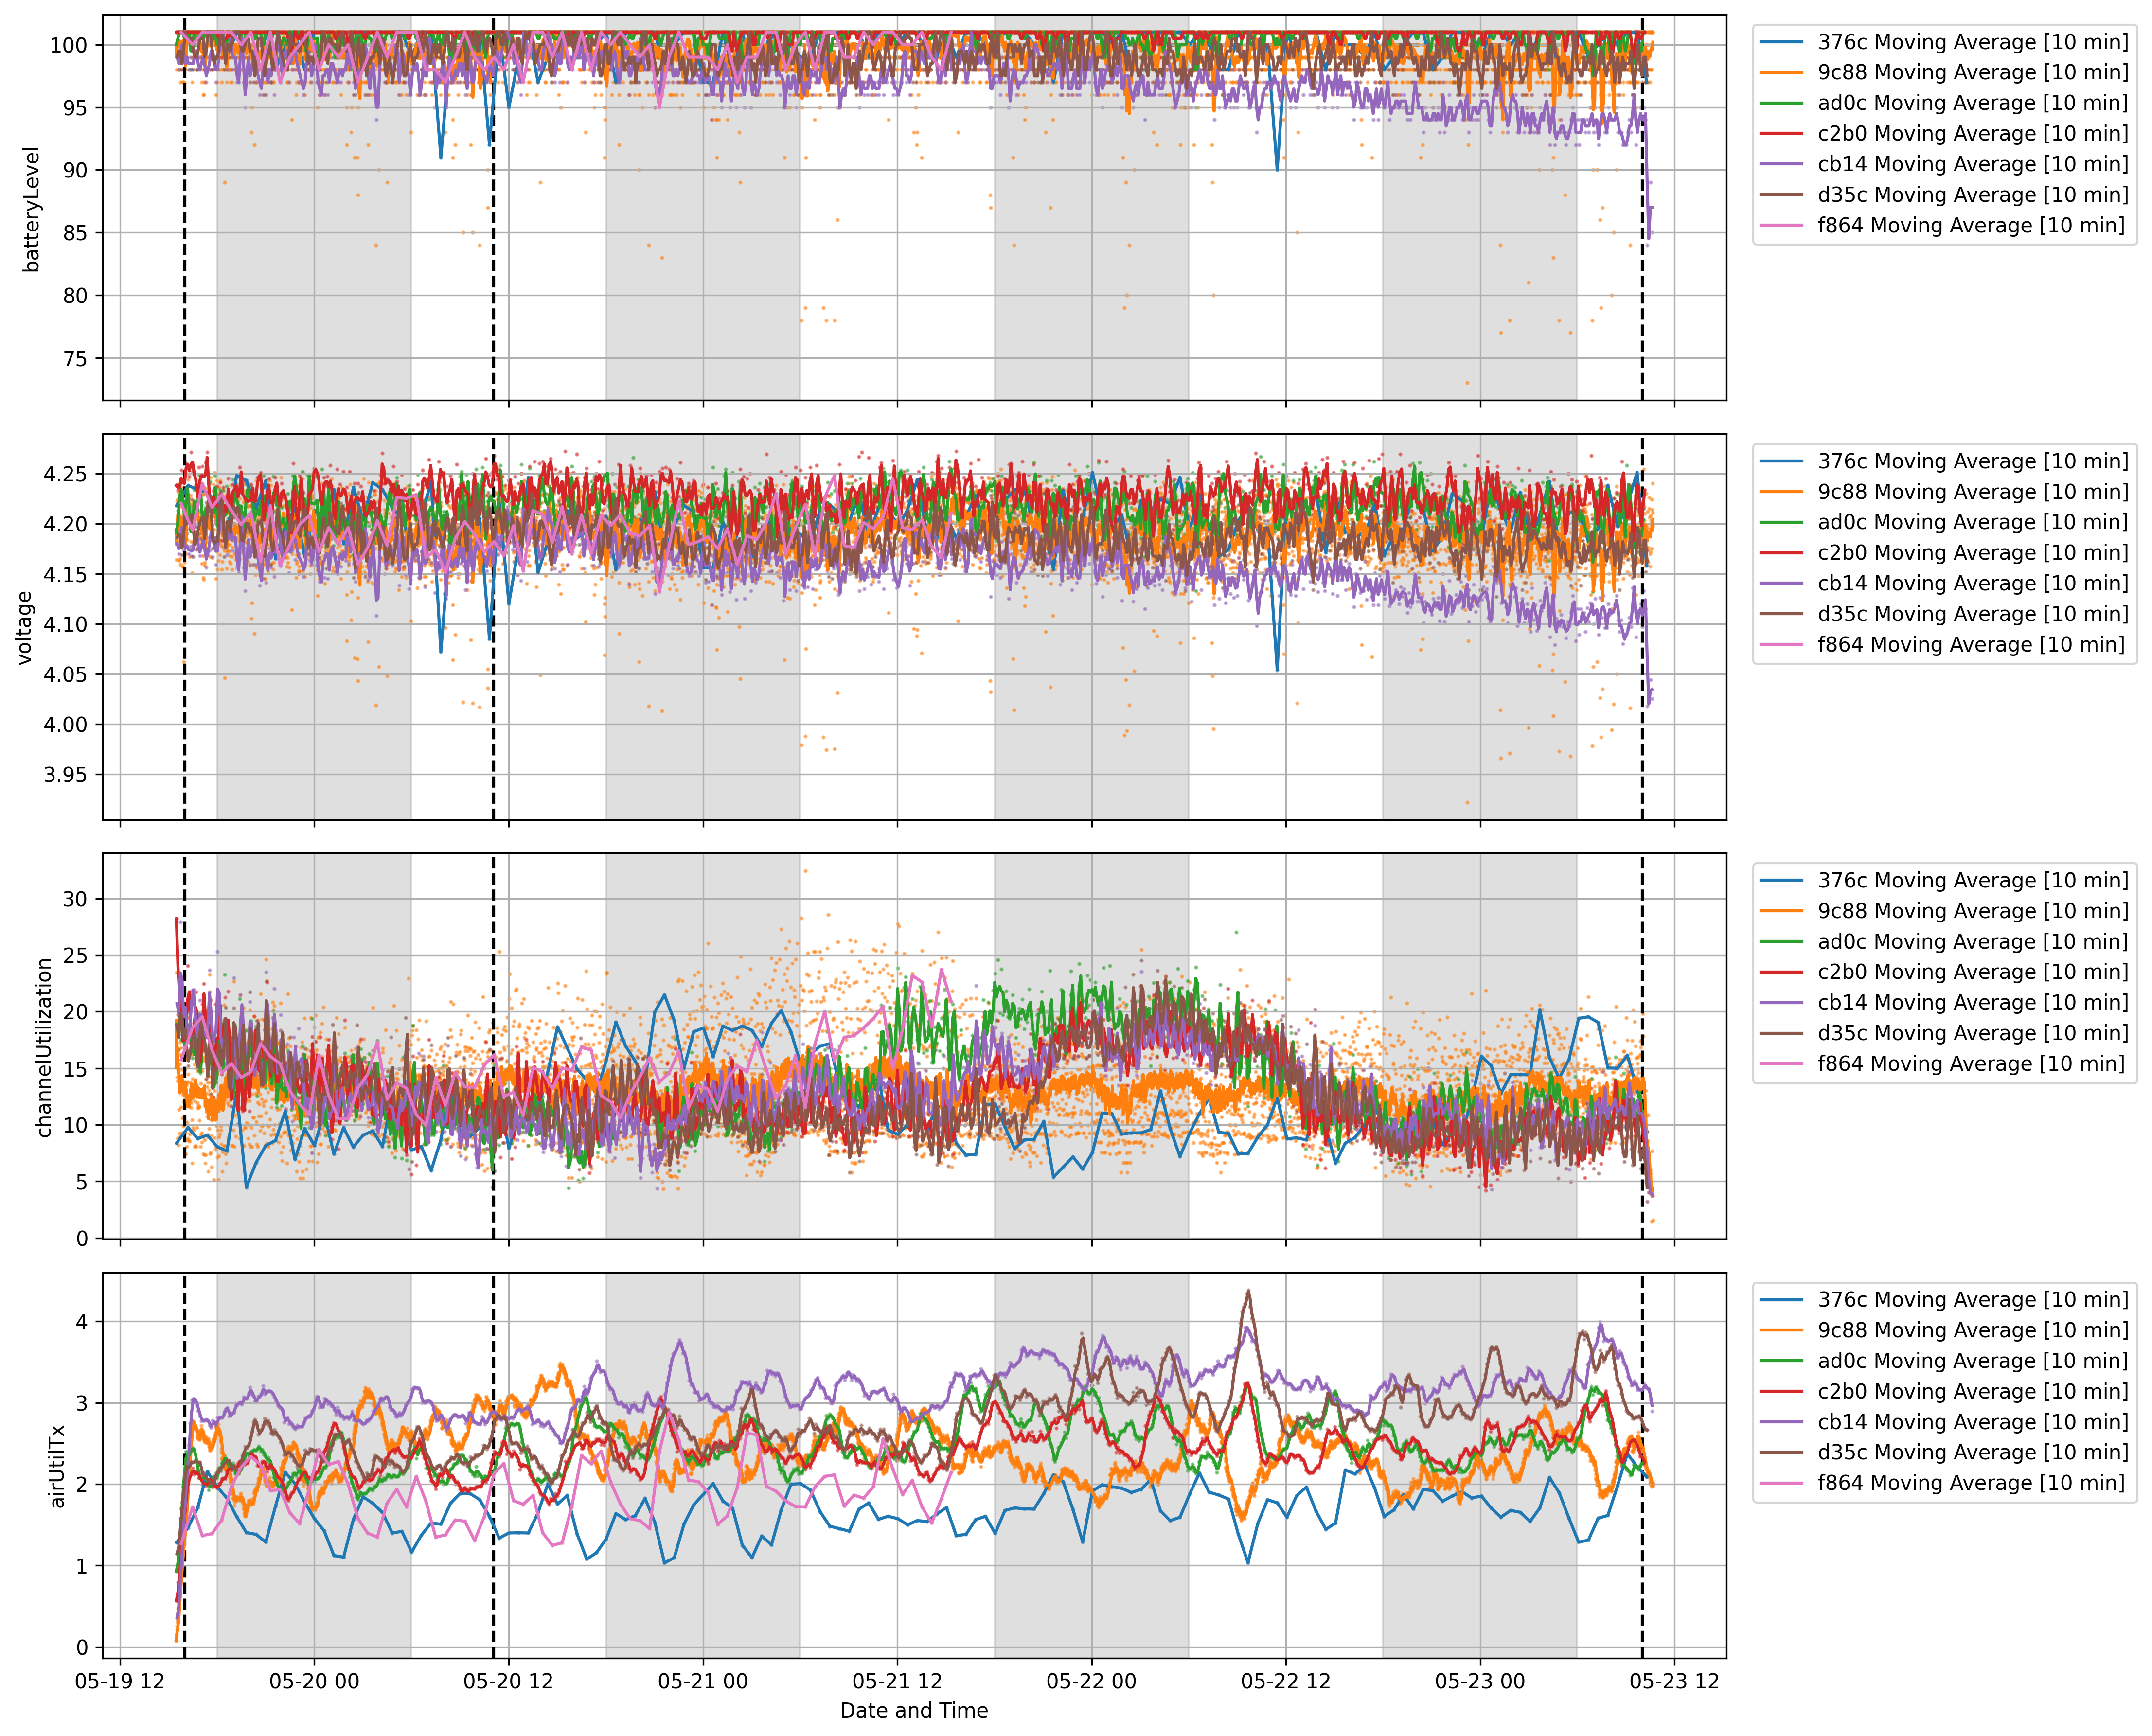 100
95
90
85
80
75
batteryLevel
376c Moving Average [10 min]
9c88 Moving Average [10 min]
ad0c Moving Average [10 min]
c2b0 Moving Average [10 min]
cb14 Moving Average [10 min]
d35c Moving Average [10 min]
f864 Moving Average [10 min]
4.25
4.20
4.15
4.10
4.05
4.00
3.95
voltage
376c Moving Average [10 min]
9c88 Moving Average [10 min]
ad0c Moving Average [10 min]
c2b0 Moving Average [10 min]
cb14 Moving Average [10 min]
d35c Moving Average [10 min]
f864 Moving Average [10 min]
30
25
20
15
10
5
0
channelUtilization
376c Moving Average [10 min]
9c88 Moving Average [10 min]
ad0c Moving Average [10 min]
c2b0 Moving Average [10 min]
cb14 Moving Average [10 min]
d35c Moving Average [10 min]
f864 Moving Average [10 min]
4
3
2
1
0
airUtilTx
376c Moving Average [10 min]
9c88 Moving Average [10 min]
ad0c Moving Average [10 min]
c2b0 Moving Average [10 min]
cb14 Moving Average [10 min]
d35c Moving Average [10 min]
f864 Moving Average [10 min]
05-19 12 05-20 00 05-20 12 05-21 00 05-21 12 05-22 00 05-22 12 05-23 00 05-23 12
Date and Time